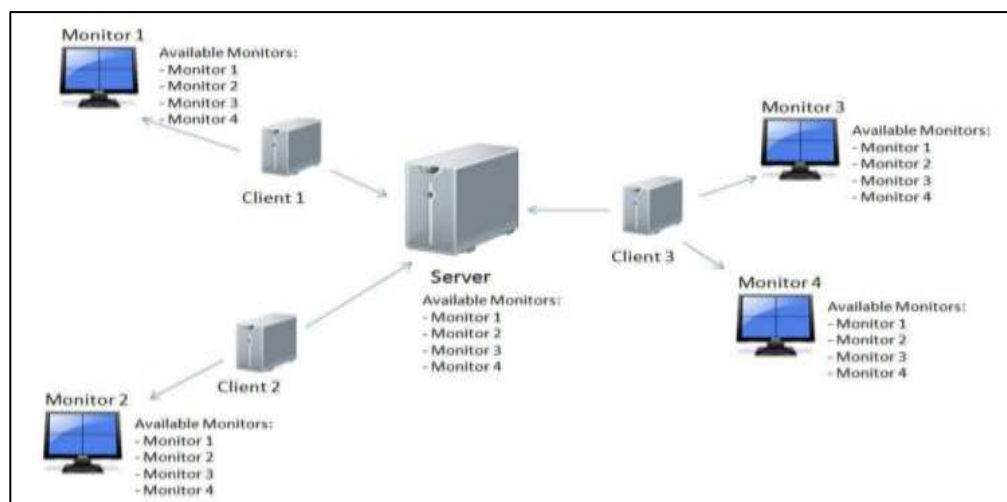 Monitor 1
Available Monitors:
- Monitor 1
- Monitor 2
- Monitor 3
- Monitor 4
Client 1
Monitor 3
Available Monitors:
- Monitor 1
- Monitor 2
- Monitor 3
- Monitor 4
Client 3
Server
Available Monitors:
- Monitor 1
- Monitor 2
- Monitor 3
- Monitor 4
Monitor 4
Available Monitors:
- Monitor 1
- Monitor 2
- Monitor 3
- Monitor 4
Client 2
Monitor 2
Available Monitors:
- Monitor 1
- Monitor 2
- Monitor 3
- Monitor 4